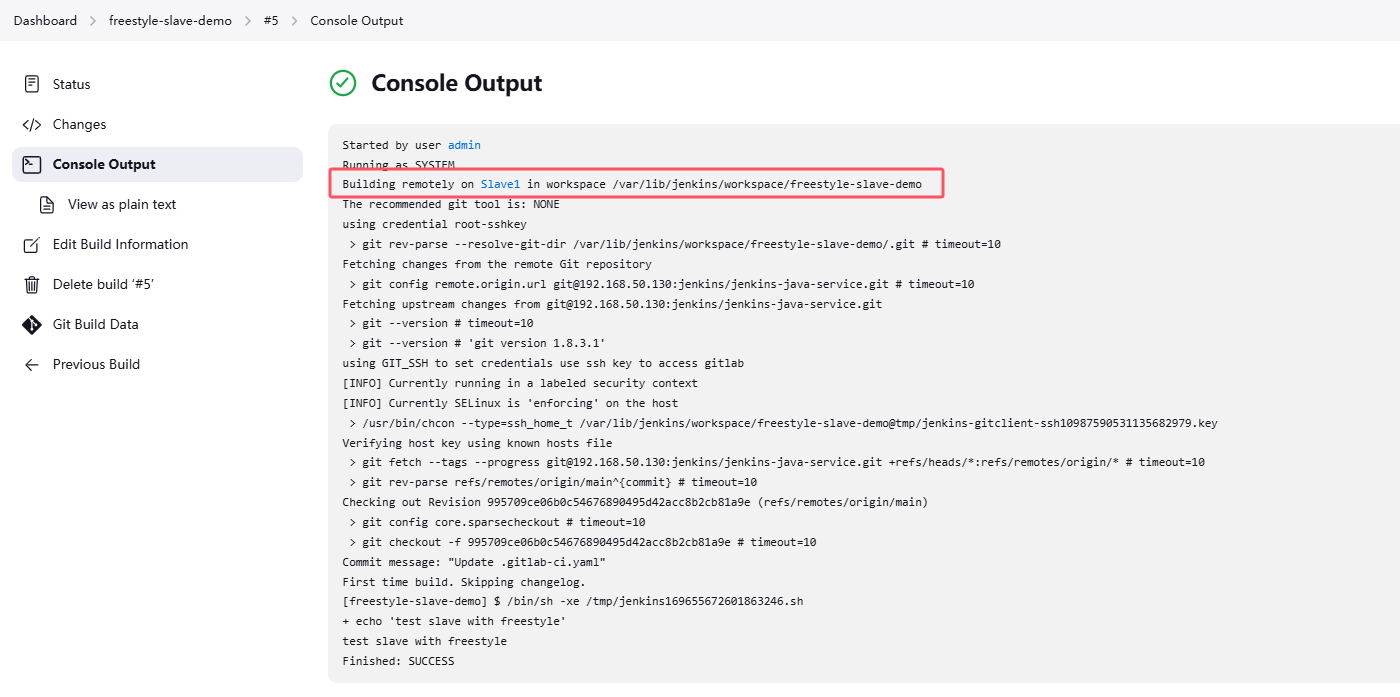 Dashboard > freestyle-slave-demo > #5 > Console Output
Status
Changes
Console Output
View as plain text
Edit Build Information
Delete build ‘#5’
Git Build Data
Previous Build
Console Output
Started by user admin
Running as SYSTEM
Building remotely on Slave1 in workspace /var/lib/jenkins/workspace/freestyle-slave-demo
The recommended git tool is: NONE
using credential root-sshkey
> git rev-parse --resolve-git-dir /var/lib/jenkins/workspace/freestyle-slave-demo/.git # timeout=10
Fetching changes from the remote Git repository
> git config remote.origin.url git@192.168.50.130:jenkins/jenkins-java-service.git # timeout=10
Fetching upstream changes from git@192.168.50.130:jenkins/jenkins-java-service.git
> git --version # timeout=10
> git --version # 'git version 1.8.3.1'
using GIT_SSH to set credentials use ssh key to access gitlab
[INFO] Currently running in a labeled security context
[INFO] Currently SELinux is 'enforcing' on the host
> /usr/bin/chcon --type=ssh_home_t /var/lib/jenkins/workspace/freestyle-slave-demo@tmp/jenkins-gitclient-ssh10987590531135682979.key
Verifying host key using known hosts file
> git fetch --tags --progress git@192.168.50.130:jenkins/jenkins-java-service.git +refs/heads/*:refs/remotes/origin/* # timeout=10
> git rev-parse refs/remotes/origin/main^{commit} # timeout=10
Checking out Revision 995709ce06b0c54676890495d42acc8b2cb81a9e (refs/remotes/origin/main)
> git config core.sparsecheckout # timeout=10
> git checkout -f 995709ce06b0c54676890495d42acc8b2cb81a9e # timeout=10
Commit message: "Update .gitlab-ci.yaml"
First time build. Skipping changelog.
[freestyle-slave-demo] $ /bin/sh -xe /tmp/jenkins169655672601863246.sh
+ echo 'test slave with freestyle'
test slave with freestyle
Finished: SUCCESS